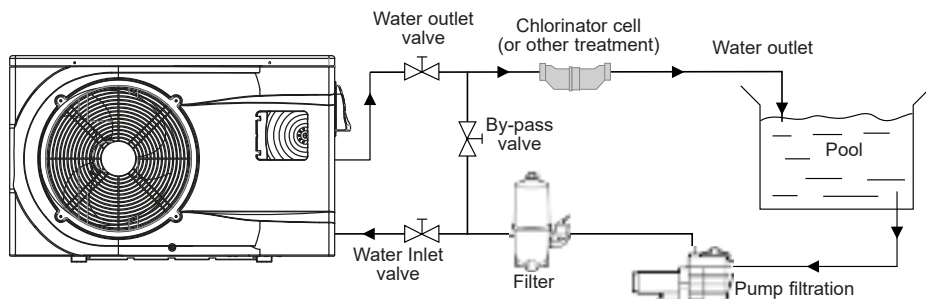 Water outlet
valve
Chlorinator cell
(or other treatment)
Water outlet
By-pass
valve
Pool
Water Inlet
valve
Filter
Pump filtration